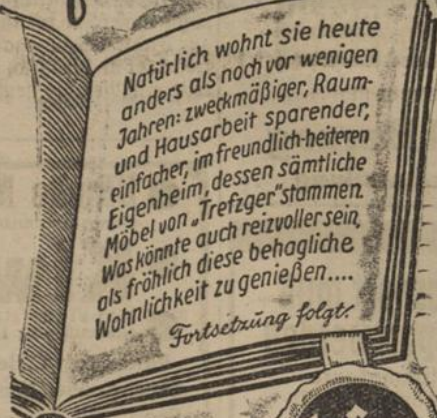 Natürlich wohnt sie heute
anders als noch vor wenigen
Jahren: zweckmäßiger, Raum-
und Hausarbeit sparender,
einfacher, im freundlich-heiteren
Eigenheim, dessen sämtliche
Möbel von „Trefzger" stammen.
Was könnte auch reizvoller sein,
als fröhlich diese behagliche
Wohnlichkeit zu genießen....
Fortsetzung folgt!